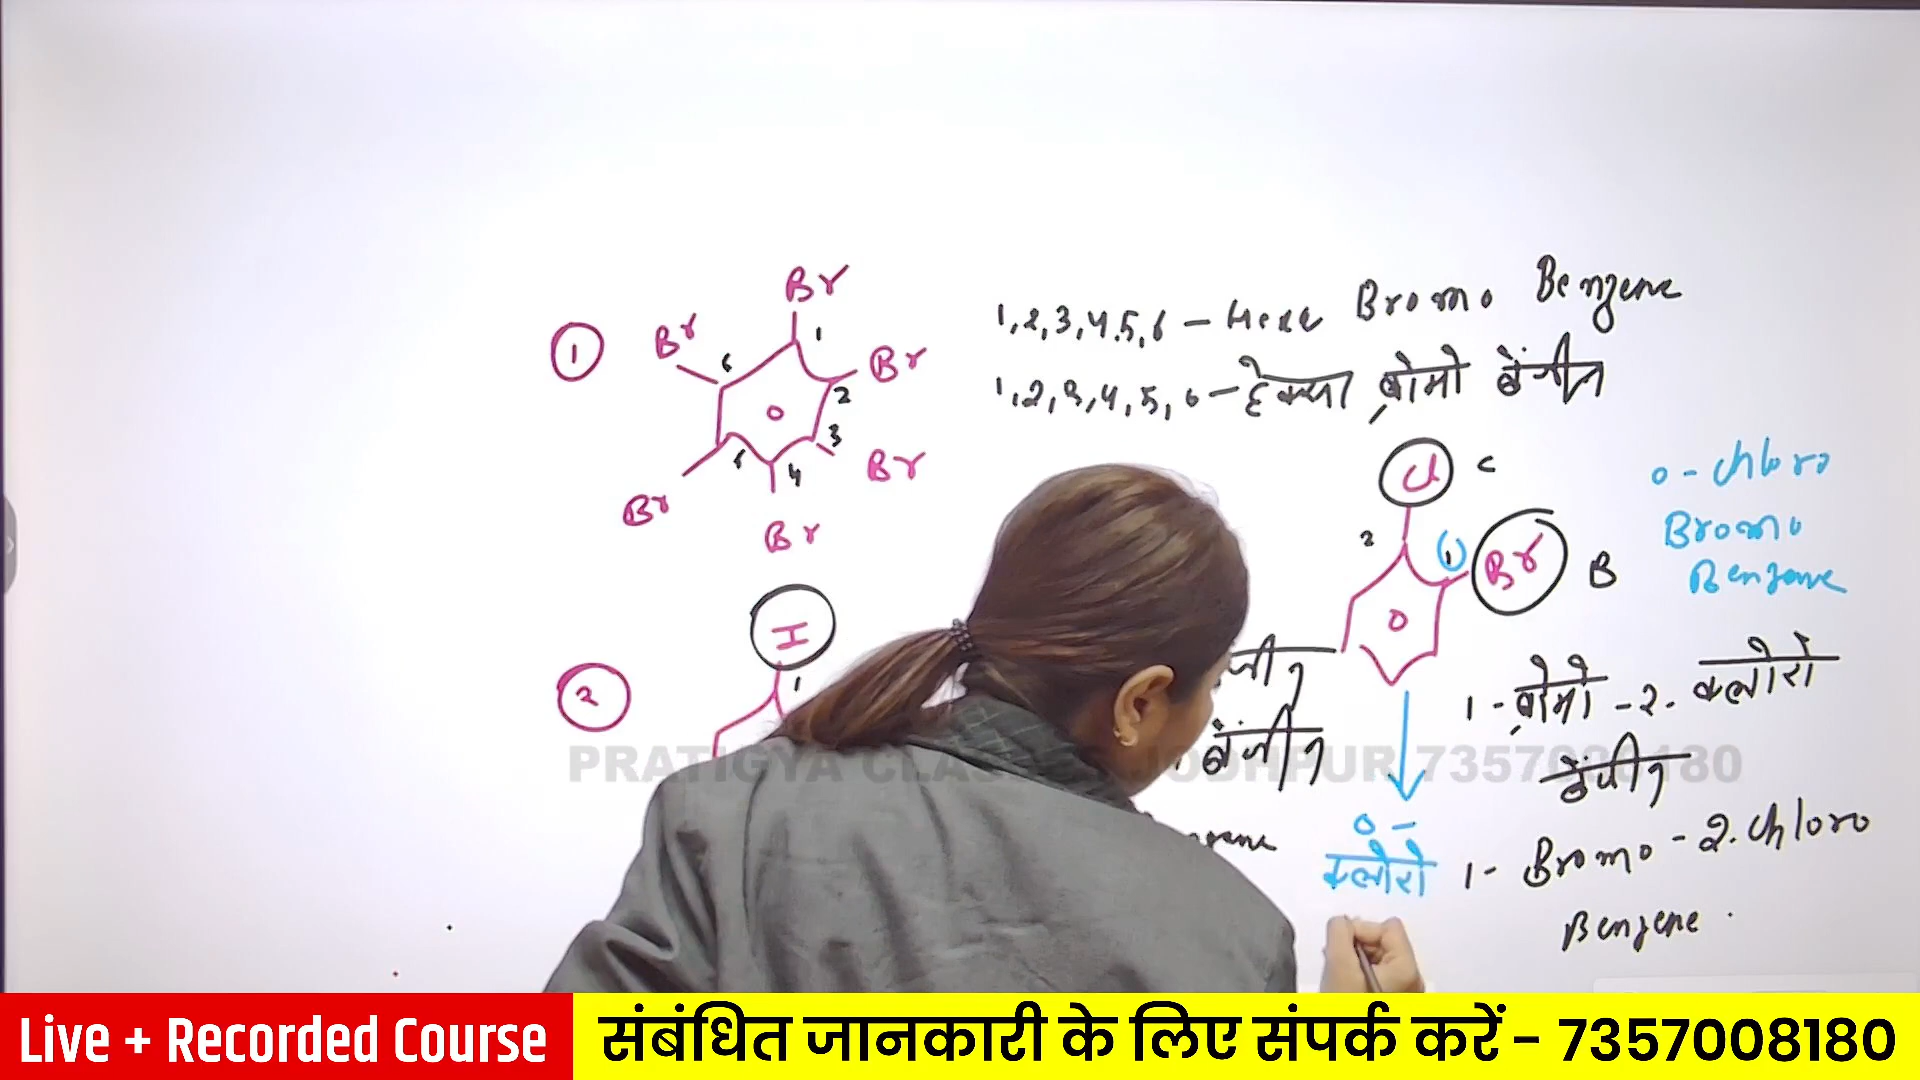 1
Br
Br
Br
Br
Br
Br
1
2
3
4
6
1,2,3,4,5,6 - Hexa Bromo Benzene
1,2,3,4,5,6 - हेक्सा ब्रोमो बेंजीन
Cl C
2
1
Br B
o - chloro
Bromo
Benzene
2
I
1
जीन
बेंजीन
1 - ब्रोमो - 2 - क्लोरो
बेंजीन
o -
क्लोरो
1 - Bromo - 2 - chloro
Benzene
PRATIGYA CLASSES JODHPUR 7357008180
Live + Recorded Course
संबंधित जानकारी के लिए संपर्क करें - 7357008180